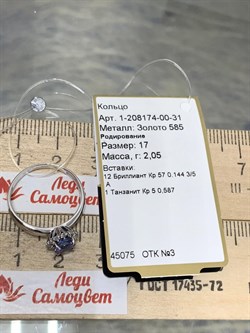 Кольцо
Арт. 1-208174-00-31
Металл: Золото 585
Родирование
Размер: 17
Масса, г: 2,05
Вставки
12 Бриллиант Кр 57 0.144 3/5
А
1 Танзанит Кр 5 0,587
45075 ОТК №3
Леди
Самоцвет
Леди
Самоцвет
ГОСТ 17435-72